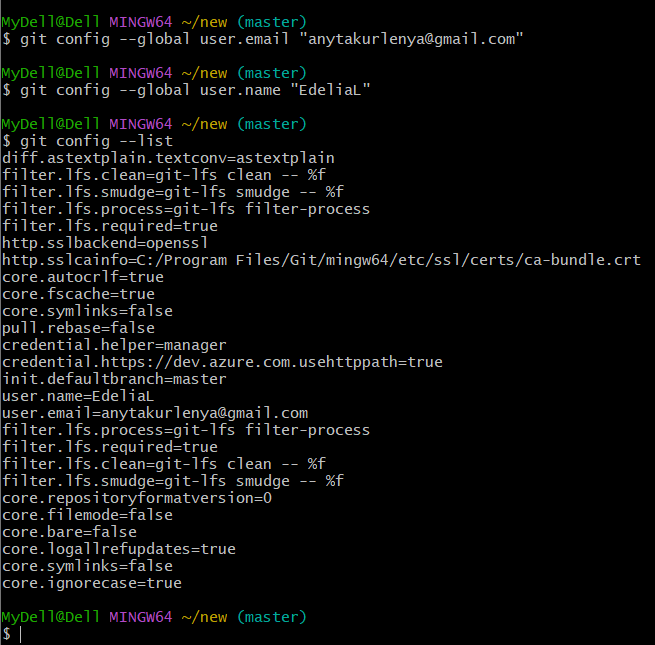 MyDell@Dell MINGW64 ~/new (master)
$ git config --global user.email "anytakurlenya@gmail.com"
MyDell@Dell MINGW64 ~/new (master)
$ git config --global user.name "EdeliaL"
MyDell@Dell MINGW64 ~/new (master)
$ git config --list
diff.astextplain.textconv=astextplain
filter.lfs.clean=git-lfs clean -- %f
filter.lfs.smudge=git-lfs smudge -- %f
filter.lfs.process=git-lfs filter-process
filter.lfs.required=true
http.sslbackend=openssl
http.sslcainfo=C:/Program Files/Git/mingw64/etc/ssl/certs/ca-bundle.crt
core.autocrlf=true
core.fscache=true
core.symlinks=false
pull.rebase=false
credential.helper=manager
credential.https://dev.azure.com.usehttppath=true
init.defaultbranch=master
user.name=EdeliaL
user.email=anytakurlenya@gmail.com
filter.lfs.process=git-lfs filter-process
filter.lfs.required=true
filter.lfs.clean=git-lfs clean -- %f
filter.lfs.smudge=git-lfs smudge -- %f
core.repositoryformatversion=0
core.filemode=false
core.bare=false
core.logallrefupdates=true
core.symlinks=false
core.ignorecase=true
MyDell@Dell MINGW64 ~/new (master)
$